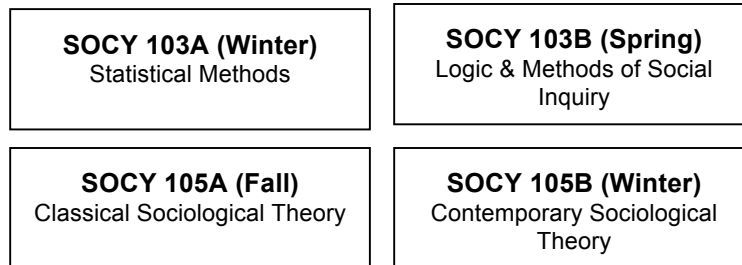 SOCY 103A (Winter)
Statistical Methods
SOCY 103B (Spring)
Logic & Methods of Social
Inquiry
SOCY 105A (Fall)
Classical Sociological Theory
SOCY 105B (Winter)
Contemporary Sociological
Theory